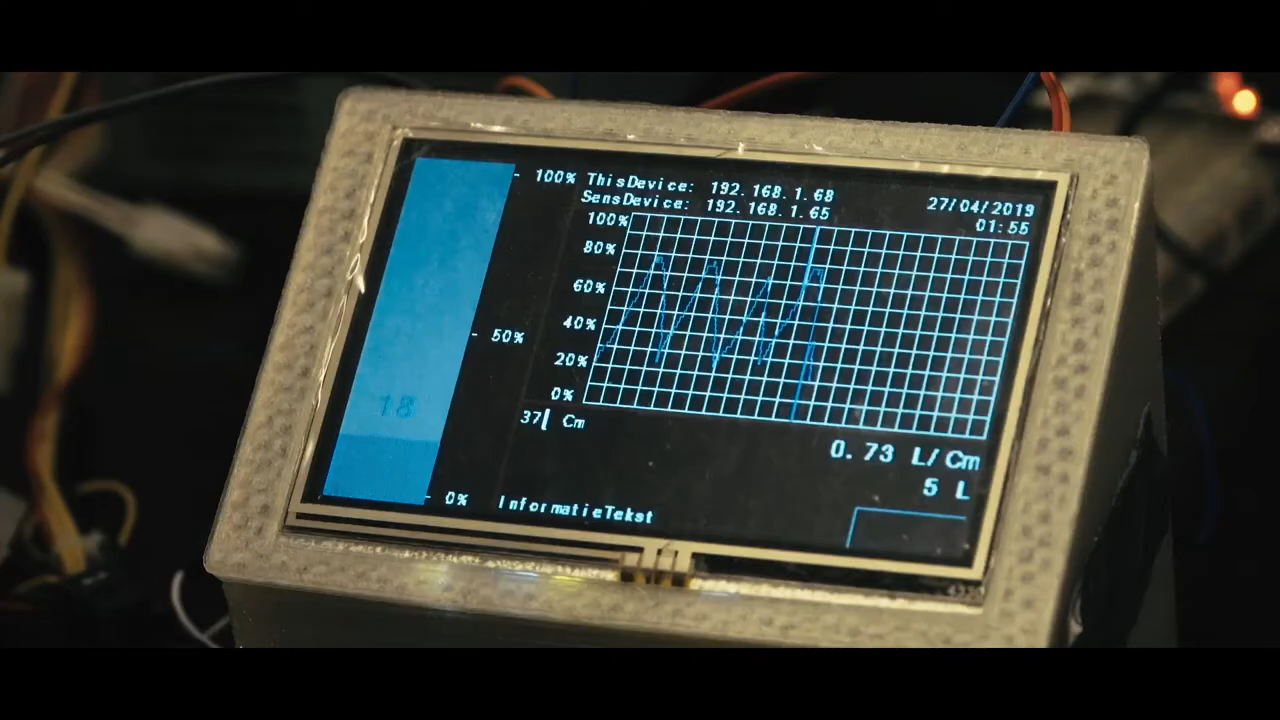 100%
50%
0%
18
ThisDevice: 192.168.1.68
SensDevice: 192.168.1.65
27/04/2019
01:55
100%
80%
60%
40%
20%
0%
37 Cm
0.73 L/Cm
5 L
InformatieTekst